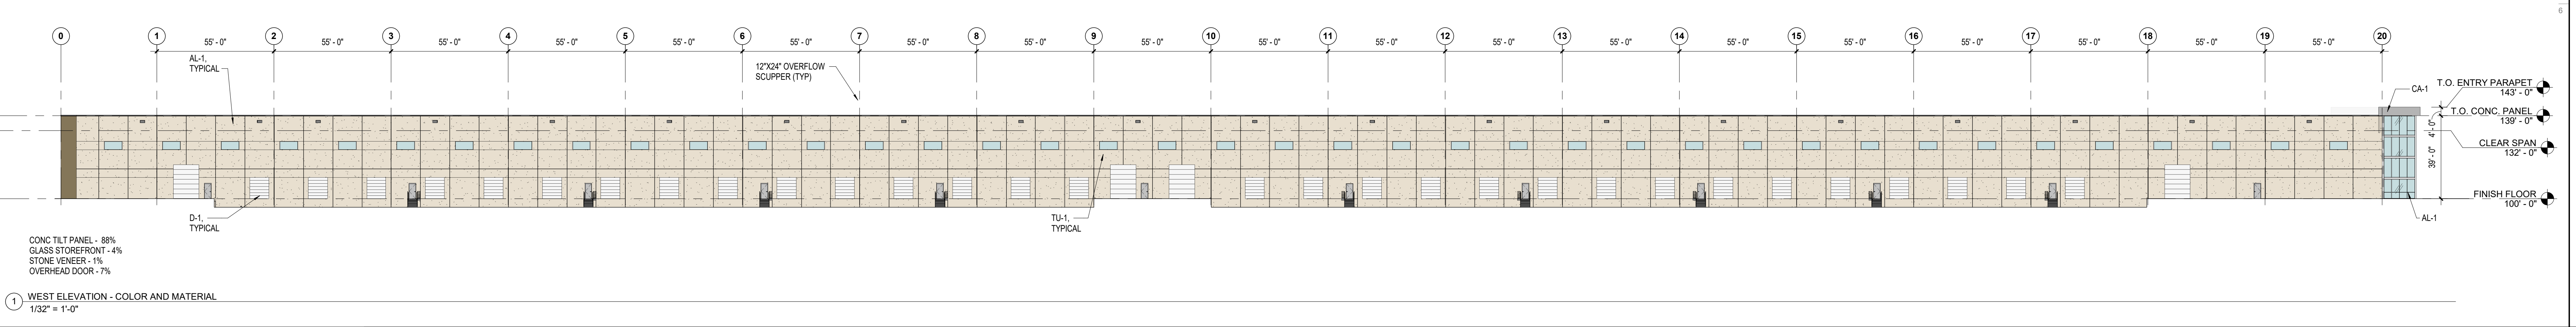 6
0 1 2 3 4 5 6 7 8 9 10 11 12 13 14 15 16 17 18 19 20
55' - 0" 55' - 0" 55' - 0" 55' - 0" 55' - 0" 55' - 0" 55' - 0" 55' - 0" 55' - 0" 55' - 0" 55' - 0" 55' - 0" 55' - 0" 55' - 0" 55' - 0" 55' - 0" 55' - 0" 55' - 0" 55' - 0"
AL-1,
TYPICAL
12"X24" OVERFLOW
SCUPPER (TYP)
CA-1
T.O. ENTRY PARAPET
143' - 0"
T.O. CONC. PANEL
139' - 0"
4' - 0"
39' - 0"
CLEAR SPAN
132' - 0"
FINISH FLOOR
100' - 0"
AL-1
D-1,
TYPICAL
TU-1,
TYPICAL
CONC TILT PANEL - 88%
GLASS STOREFRONT - 4%
STONE VENEER - 1%
OVERHEAD DOOR - 7%
1 WEST ELEVATION - COLOR AND MATERIAL
1/32" = 1'-0"